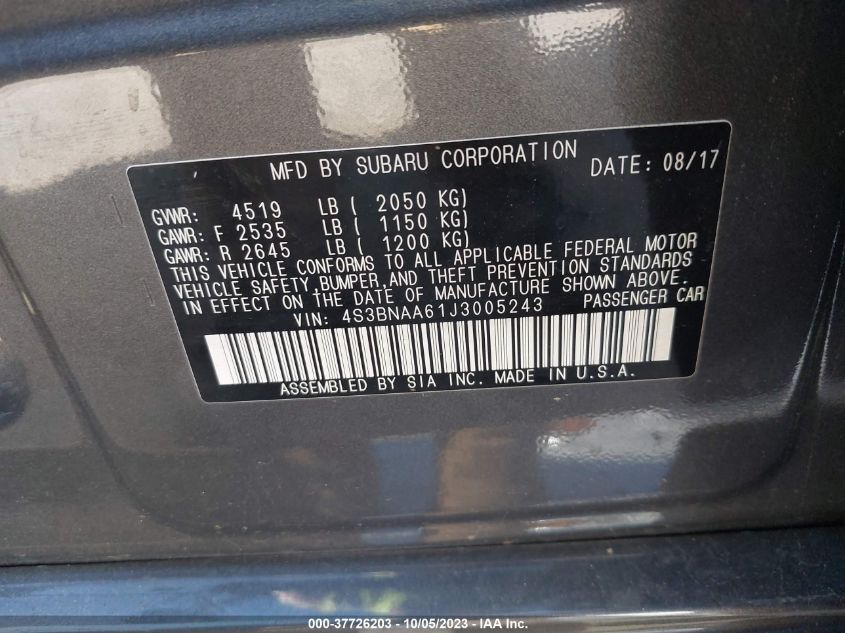 MFD BY SUBARU CORPORATION DATE: 08/17
GVWR: 4519 LB ( 2050 KG)
GAWR: F 2535 LB ( 1150 KG)
GAWR: R 2645 LB ( 1200 KG)
THIS VEHICLE CONFORMS TO ALL APPLICABLE FEDERAL MOTOR
VEHICLE SAFETY,BUMPER,AND THEFT PREVENTION STANDARDS
IN EFFECT ON THE DATE OF MANUFACTURE SHOWN ABOVE.
VIN: 4S3BNAA61J3005243 PASSENGER CAR
ASSEMBLED BY SIA INC. MADE IN U.S.A.
000-37726203 - 10/05/2023 - IAA Inc.